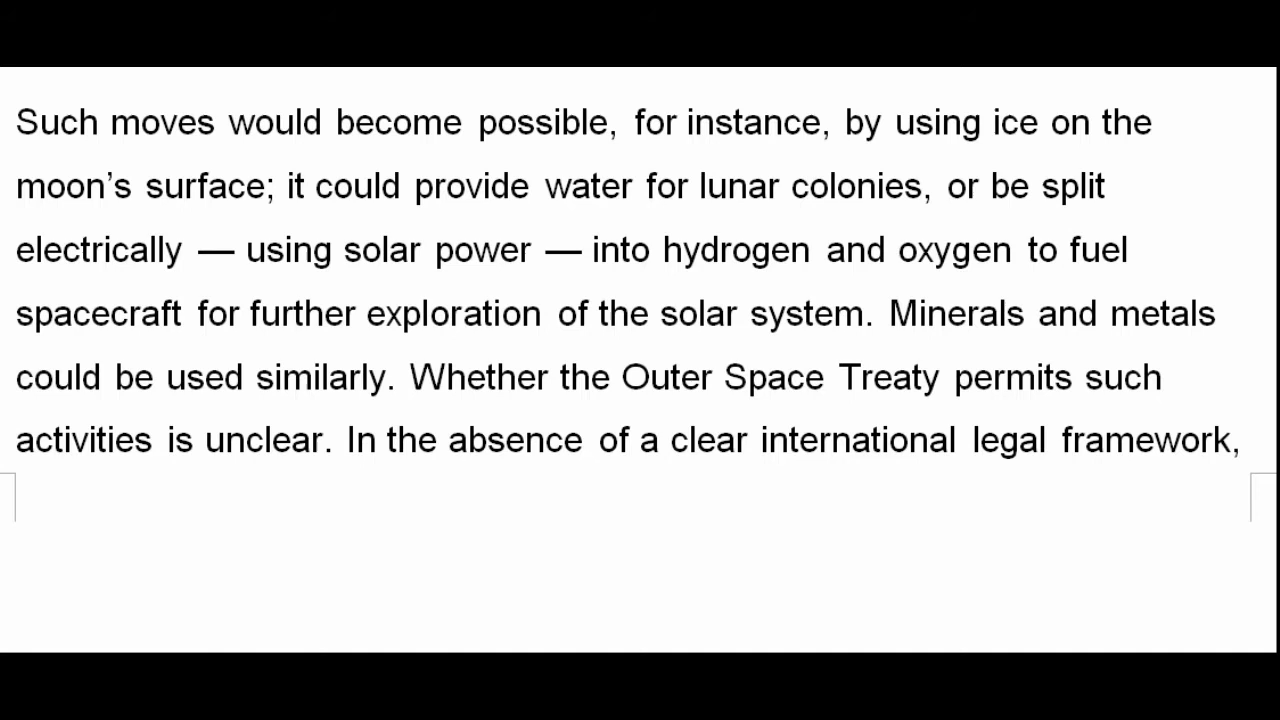 Such moves would become possible, for instance, by using ice on the
moon’s surface; it could provide water for lunar colonies, or be split
electrically — using solar power — into hydrogen and oxygen to fuel
spacecraft for further exploration of the solar system. Minerals and metals
could be used similarly. Whether the Outer Space Treaty permits such
activities is unclear. In the absence of a clear international legal framework,